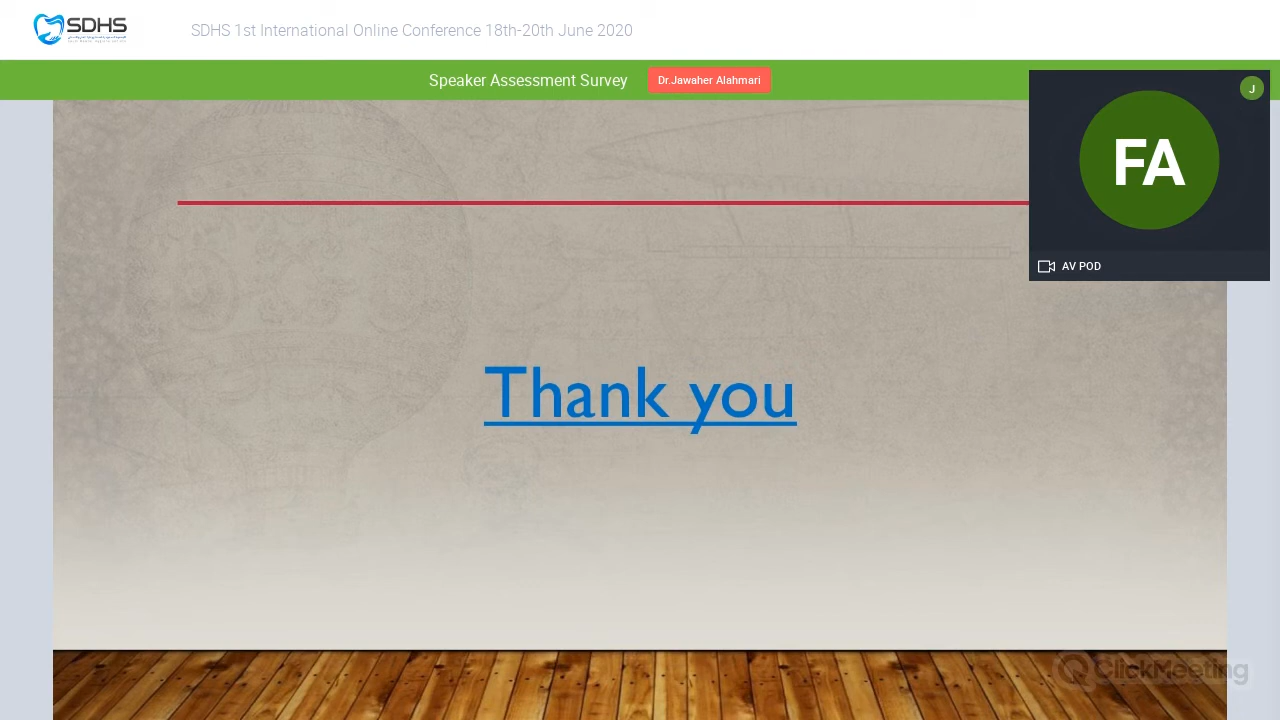 SDHS
SDHS 1st International Online Conference 18th-20th June 2020
Speaker Assessment Survey
Dr.Jawaher Alahmari
J
FA
AV POD
Thank you
ClickMeeting